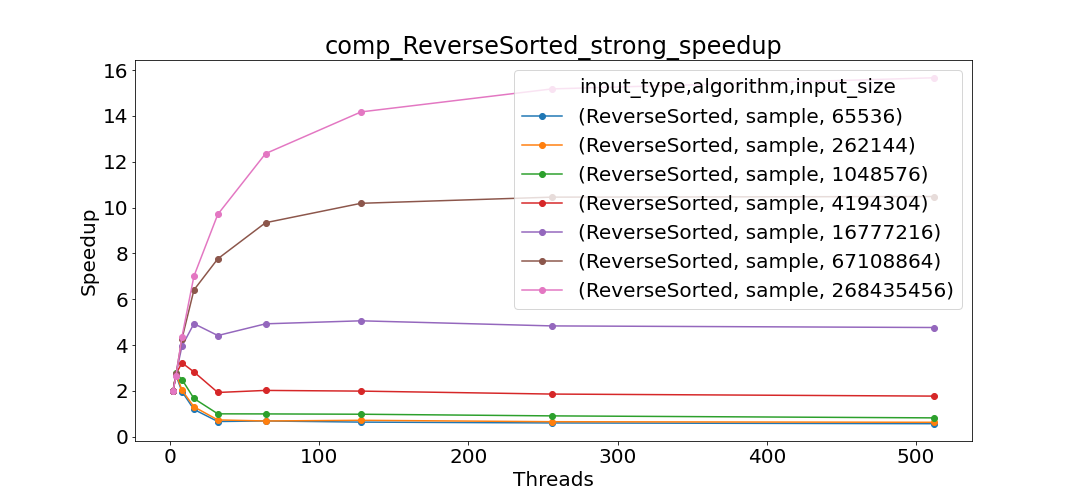 comp_ReverseSorted_strong_speedup
16
14
12
10
8
6
4
2
0
Speedup
input_type,algorithm,input_size
(ReverseSorted, sample, 65536)
(ReverseSorted, sample, 262144)
(ReverseSorted, sample, 1048576)
(ReverseSorted, sample, 4194304)
(ReverseSorted, sample, 16777216)
(ReverseSorted, sample, 67108864)
(ReverseSorted, sample, 268435456)
0 100 200 300 400 500
Threads